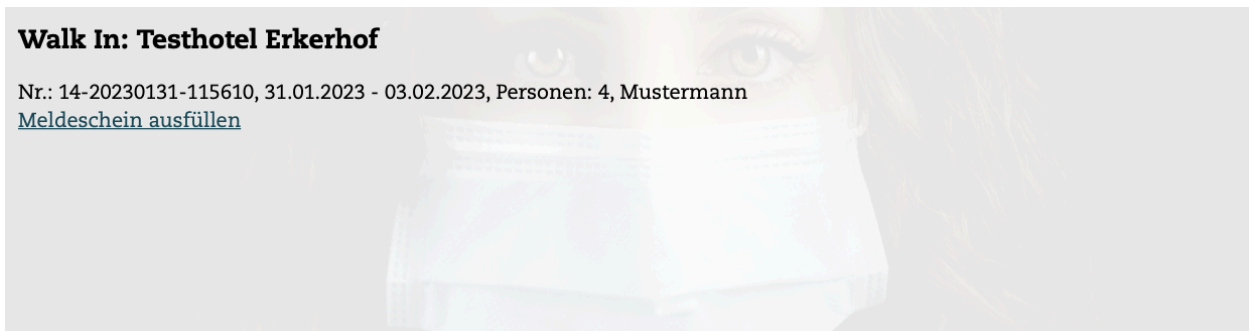 Walk In: Testhotel Erkerhof
Nr.: 14-20230131-115610, 31.01.2023 - 03.02.2023, Personen: 4, Mustermann
Meldeschein ausfüllen